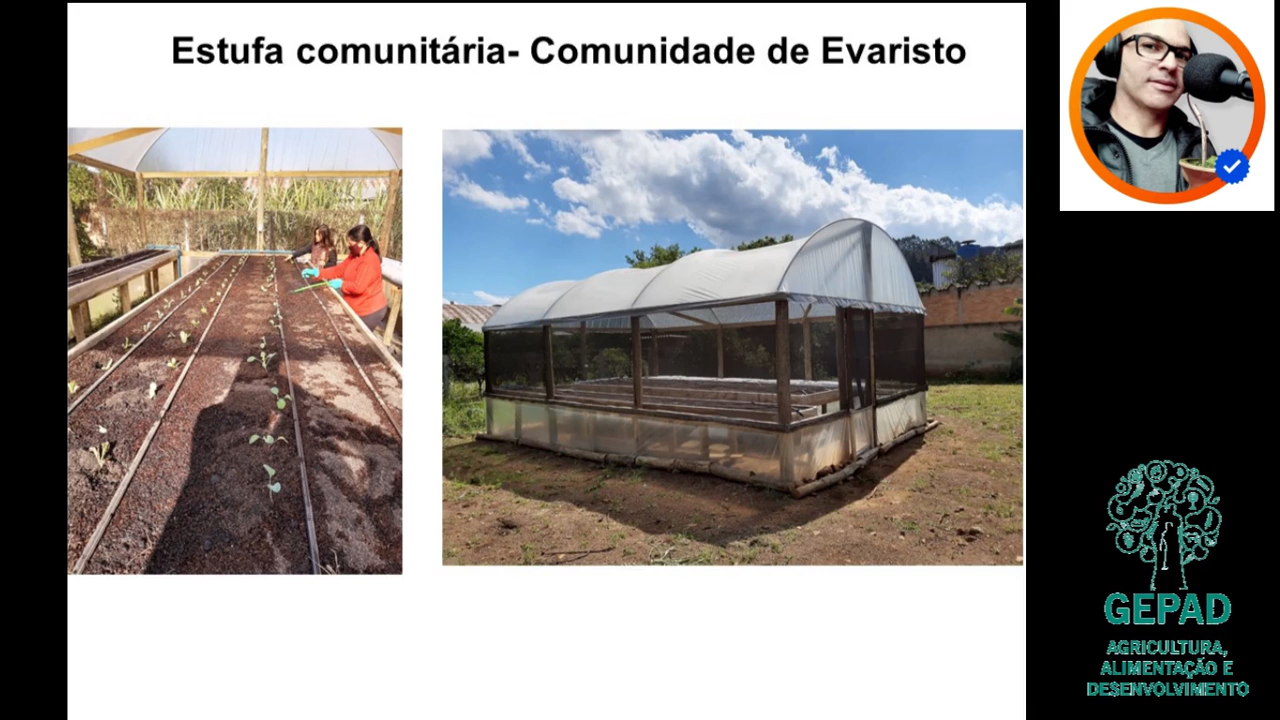 Estufa comunitária- Comunidade de Evaristo
GEPAD
AGRICULTURA,
ALIMENTAÇÃO E
DESENVOLVIMENTO